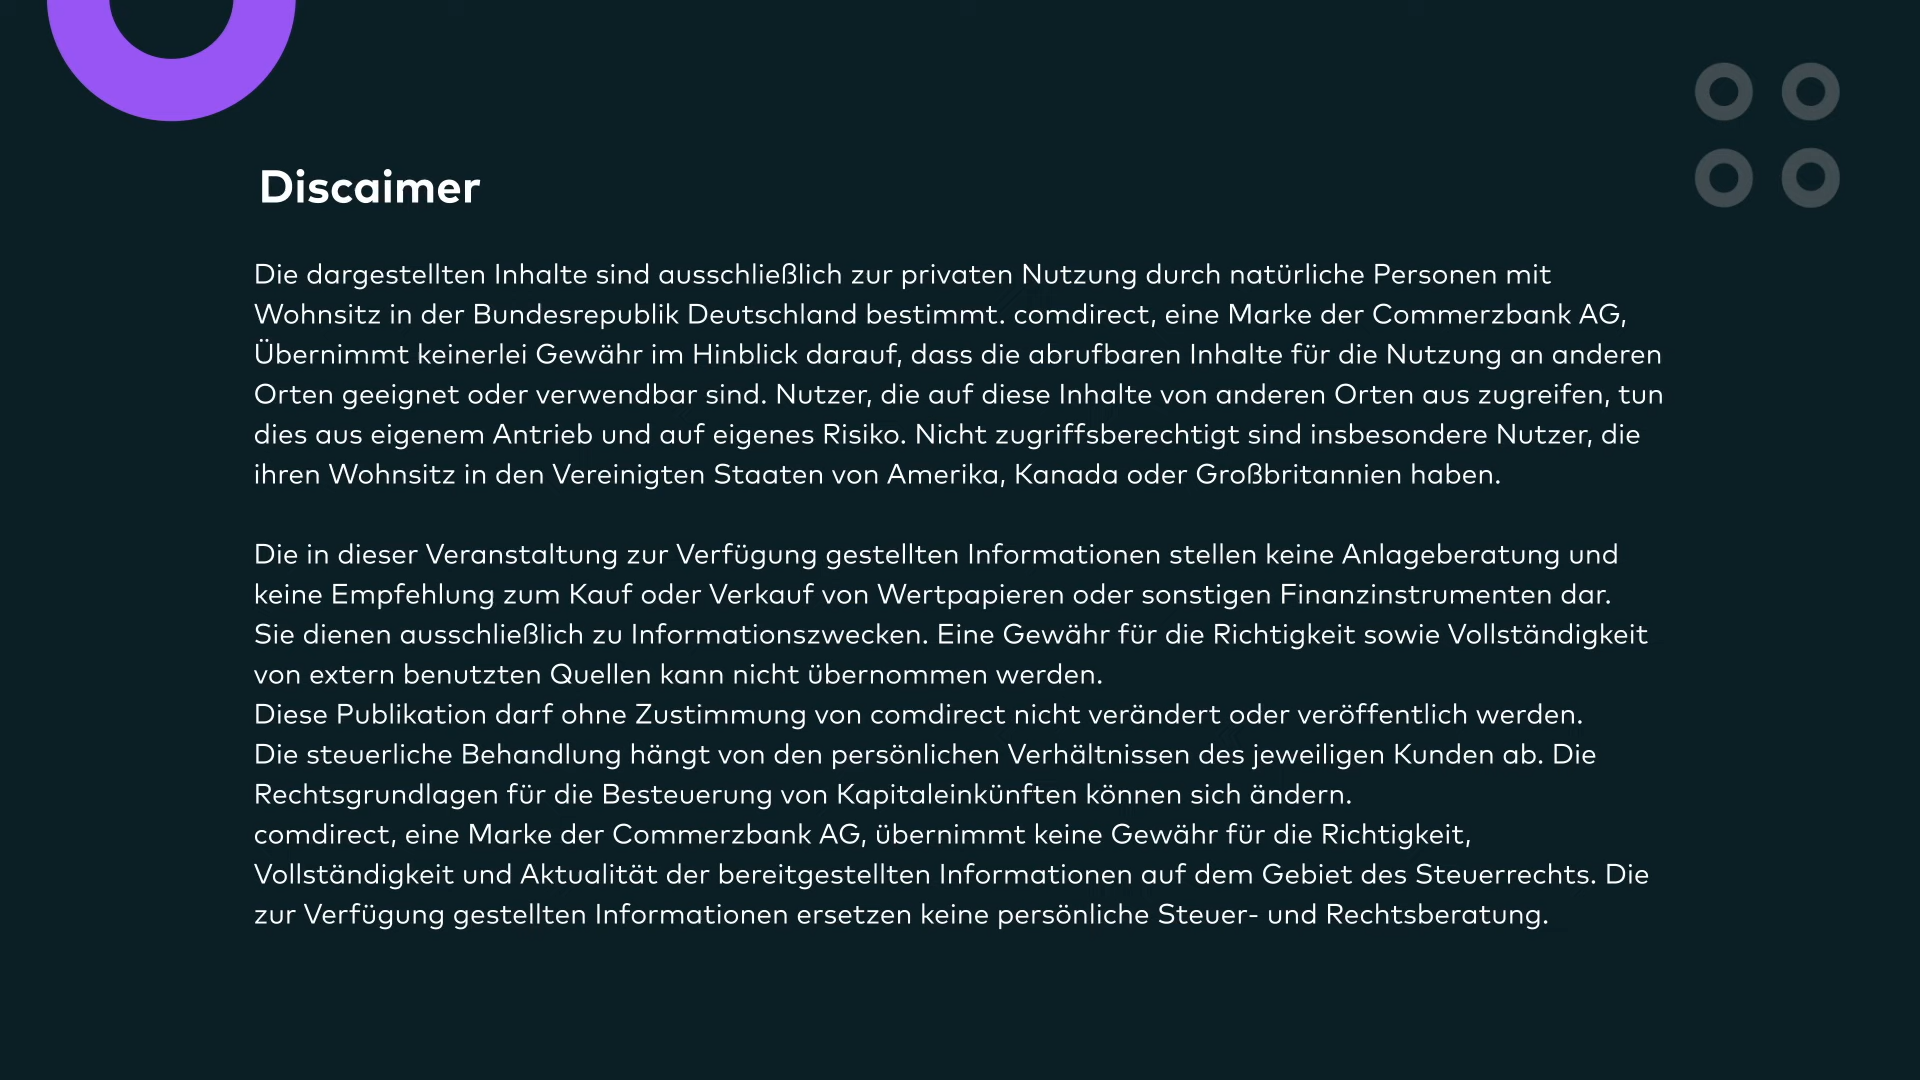 Discaimer
Die dargestellten Inhalte sind ausschließlich zur privaten Nutzung durch natürliche Personen mit
Wohnsitz in der Bundesrepublik Deutschland bestimmt. comdirect, eine Marke der Commerzbank AG,
Übernimmt keinerlei Gewähr im Hinblick darauf, dass die abrufbaren Inhalte für die Nutzung an anderen
Orten geeignet oder verwendbar sind. Nutzer, die auf diese Inhalte von anderen Orten aus zugreifen, tun
dies aus eigenem Antrieb und auf eigenes Risiko. Nicht zugriffsberechtigt sind insbesondere Nutzer, die
ihren Wohnsitz in den Vereinigten Staaten von Amerika, Kanada oder Großbritannien haben.
Die in dieser Veranstaltung zur Verfügung gestellten Informationen stellen keine Anlageberatung und
keine Empfehlung zum Kauf oder Verkauf von Wertpapieren oder sonstigen Finanzinstrumenten dar.
Sie dienen ausschließlich zu Informationszwecken. Eine Gewähr für die Richtigkeit sowie Vollständigkeit
von extern benutzten Quellen kann nicht übernommen werden.
Diese Publikation darf ohne Zustimmung von comdirect nicht verändert oder veröffentlich werden.
Die steuerliche Behandlung hängt von den persönlichen Verhältnissen des jeweiligen Kunden ab. Die
Rechtsgrundlagen für die Besteuerung von Kapitaleinkünften können sich ändern.
comdirect, eine Marke der Commerzbank AG, übernimmt keine Gewähr für die Richtigkeit,
Vollständigkeit und Aktualität der bereitgestellten Informationen auf dem Gebiet des Steuerrechts. Die
zur Verfügung gestellten Informationen ersetzen keine persönliche Steuer- und Rechtsberatung.